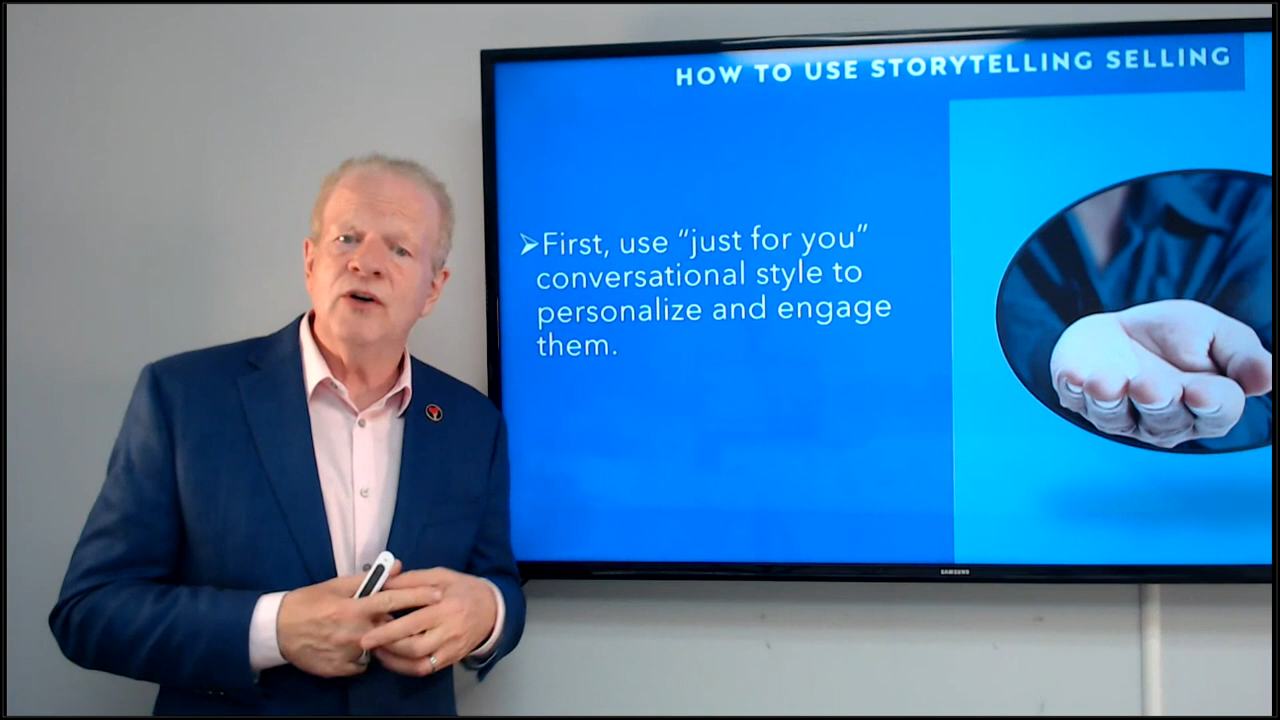 HOW TO USE STORYTELLING SELLING
➢First, use “just for you”
conversational style to
personalize and engage
them.
SAMSUNG